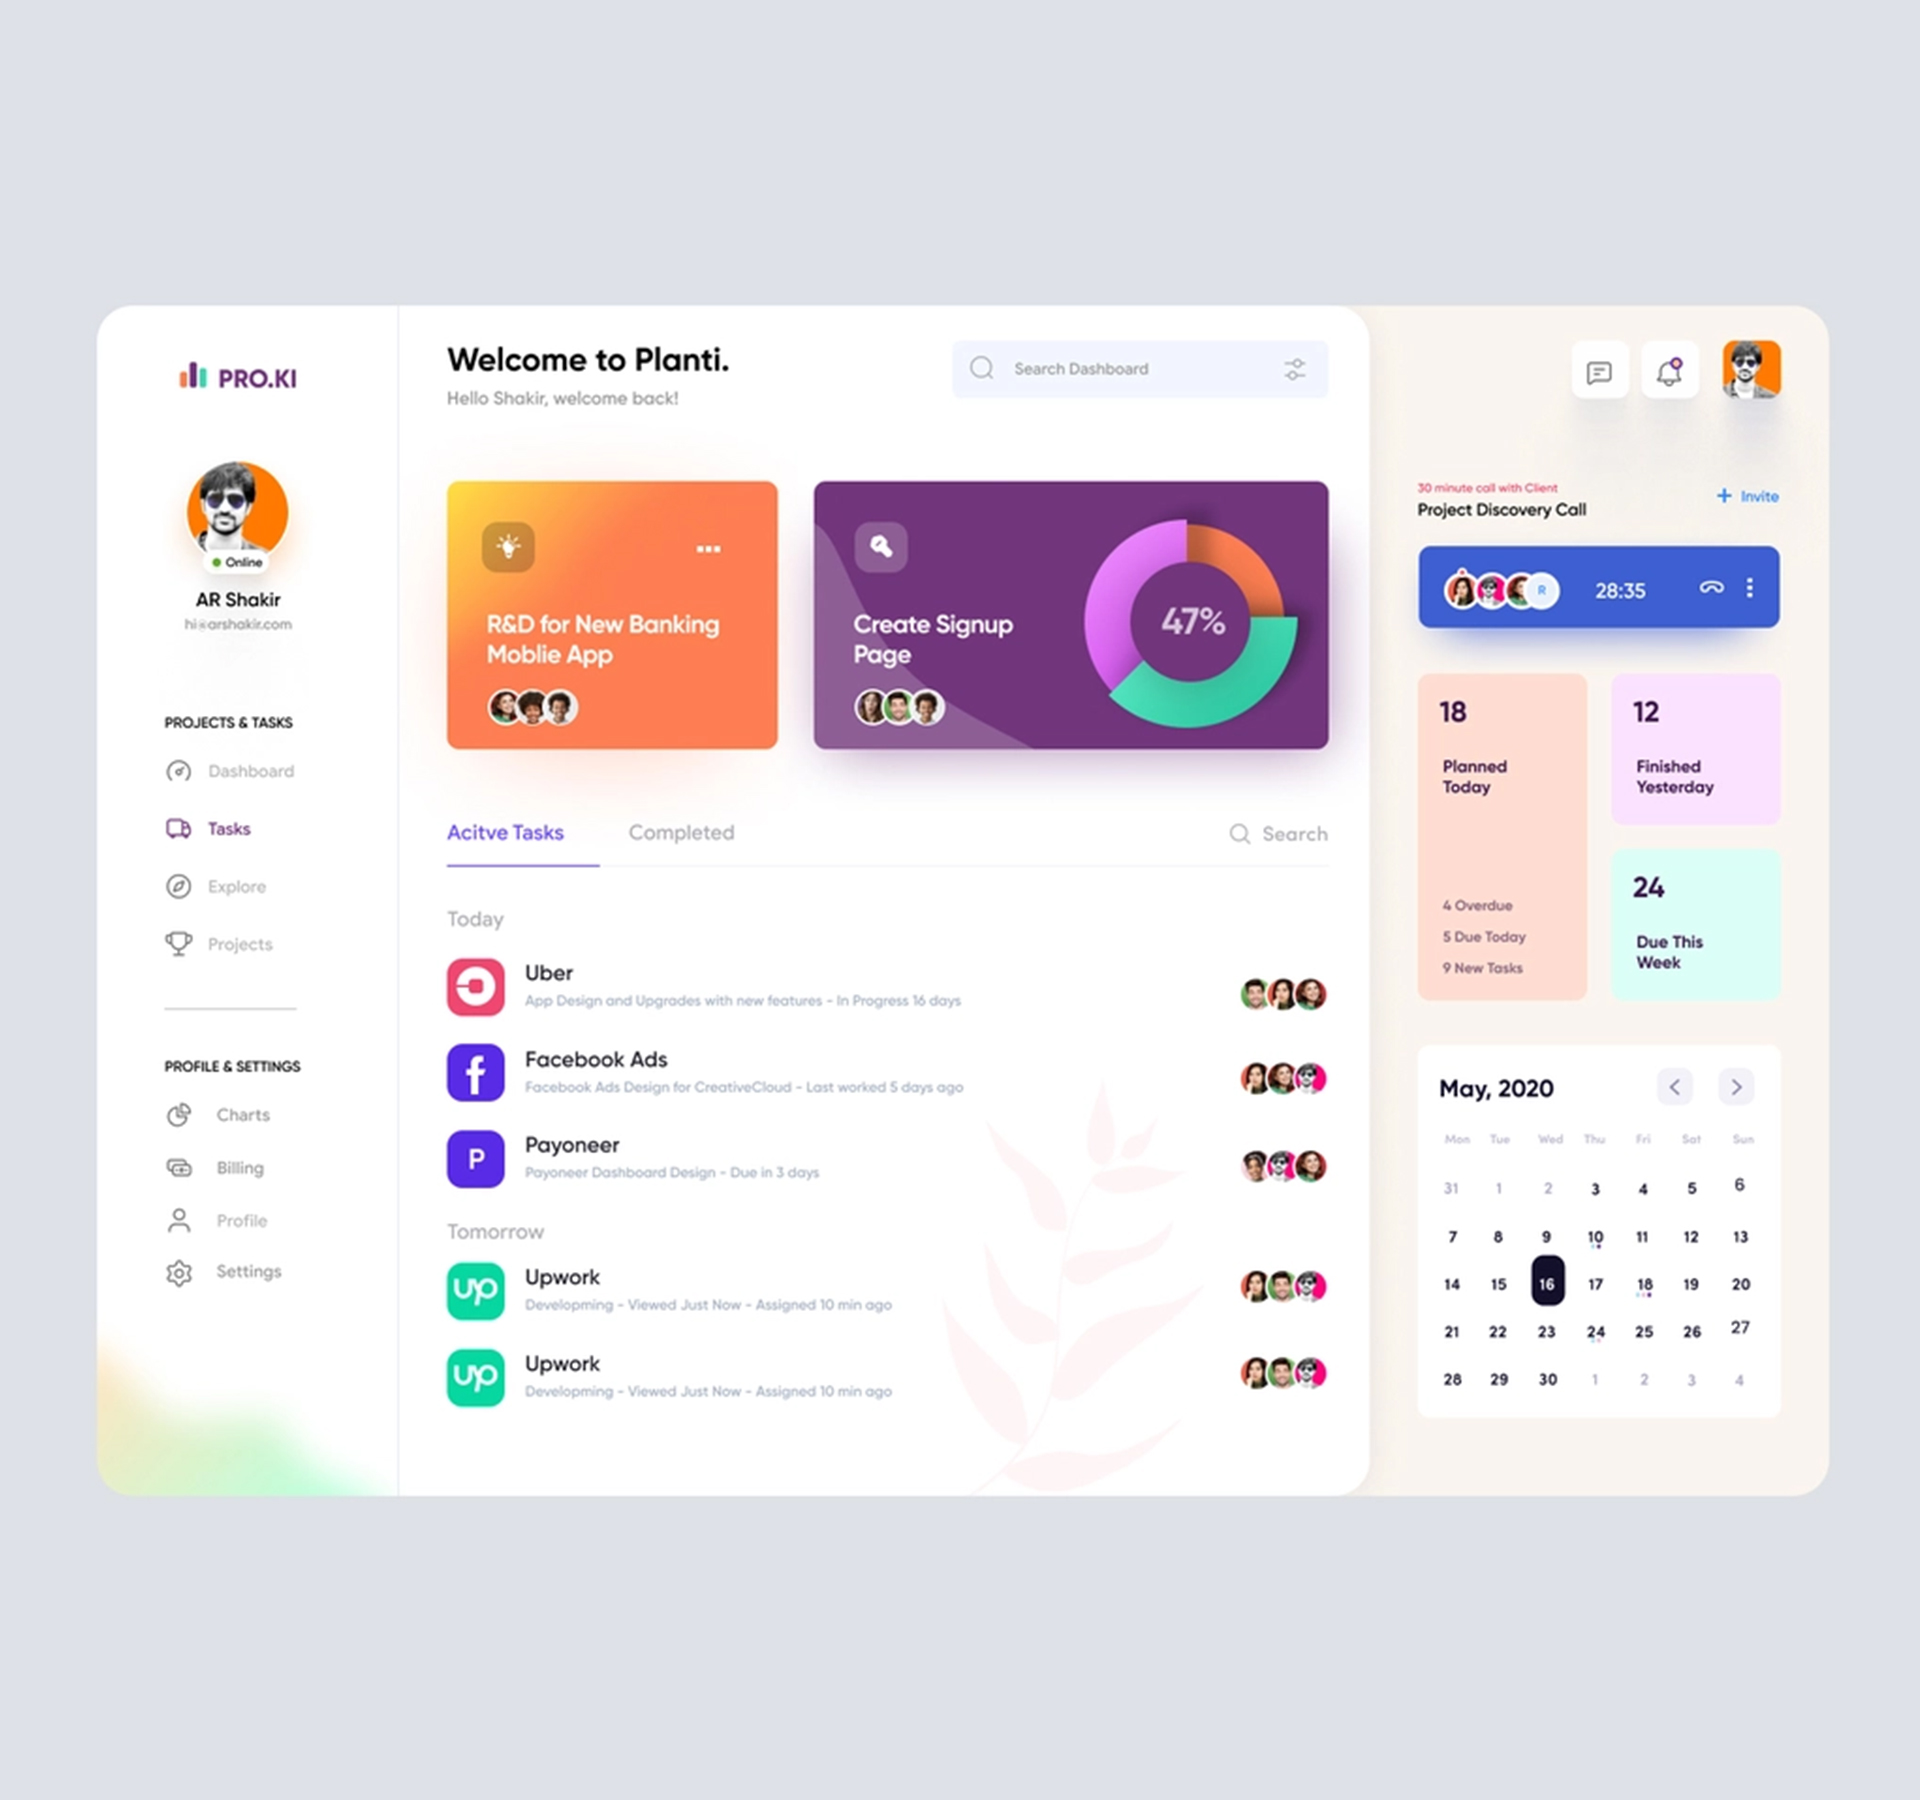 PRO.KI
Online
AR Shakir
hi@arshakir.com
PROJECTS & TASKS
Dashboard
Tasks
Explore
Projects
PROFILE & SETTINGS
Charts
Billing
Profile
Settings
Welcome to Planti.
Hello Shakir, welcome back!
Search Dashboard
R&D for New Banking
Moblie App
Create Signup
Page
47%
Acitve Tasks
Completed
Search
Today
Uber
App Design and Upgrades with new features - In Progress 16 days
f
Facebook Ads
Facebook Ads Design for CreativeCloud - Last worked 5 days ago
P
Payoneer
Payoneer Dashboard Design - Due in 3 days
Tomorrow
up
Upwork
Developming - Viewed Just Now - Assigned 10 min ago
up
Upwork
Developming - Viewed Just Now - Assigned 10 min ago
30 minute call with Client
Project Discovery Call
+ Invite
R
28:35
18
Planned
Today
4 Overdue
5 Due Today
9 New Tasks
12
Finished
Yesterday
24
Due This
Week
May, 2020
Mon Tue Wed Thu Fri Sat Sun
31 1 2 3 4 5 6
7 8 9 10 11 12 13
14 15 16 17 18 19 20
21 22 23 24 25 26 27
28 29 30 1 2 3 4